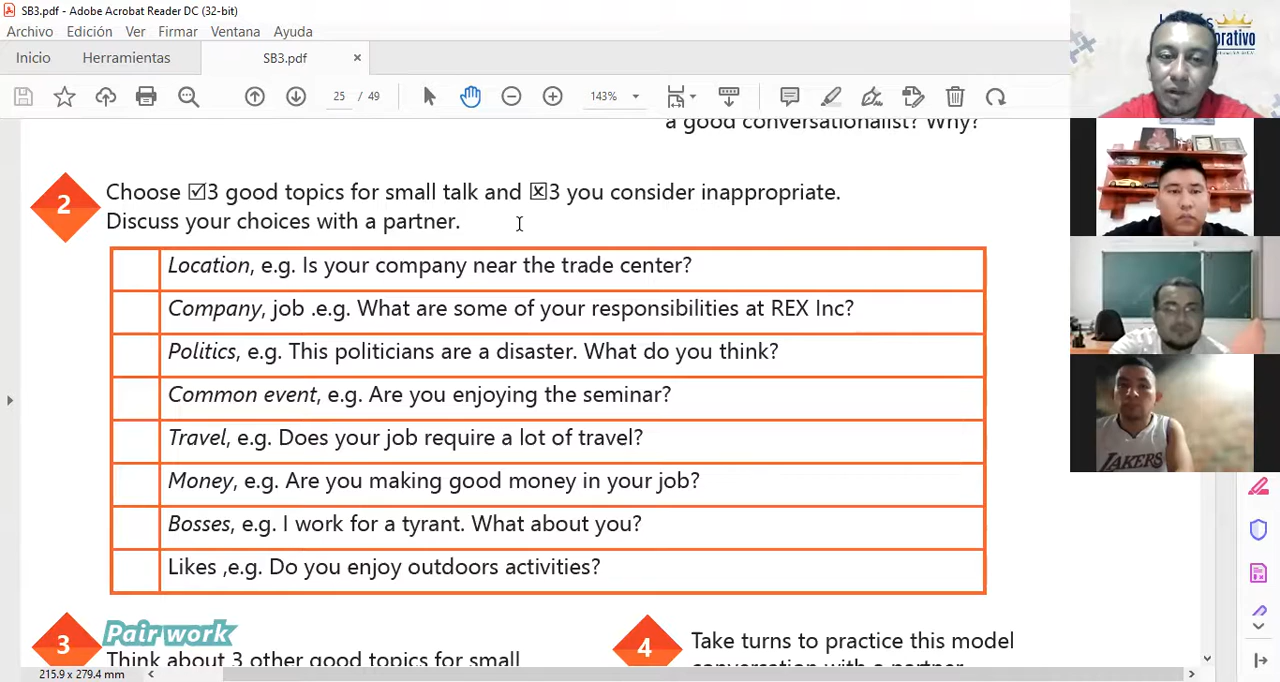 SB3.pdf - Adobe Acrobat Reader DC (32-bit)
Archivo Edición Ver Firmar Ventana Ayuda
Inicio Herramientas SB3.pdf ×
25 / 49 143%
a good conversationalist? Why?
2 Choose ☑3 good topics for small talk and ☒3 you consider inappropriate.
Discuss your choices with a partner.
Location, e.g. Is your company near the trade center?
Company, job .e.g. What are some of your responsibilities at REX Inc?
Politics, e.g. This politicians are a disaster. What do you think?
Common event, e.g. Are you enjoying the seminar?
Travel, e.g. Does your job require a lot of travel?
Money, e.g. Are you making good money in your job?
Bosses, e.g. I work for a tyrant. What about you?
Likes ,e.g. Do you enjoy outdoors activities?
3 Pair work
Think about 3 other good topics for small
4 Take turns to practice this model
conversation with a partner
215.9 x 279.4 mm
LAKERS